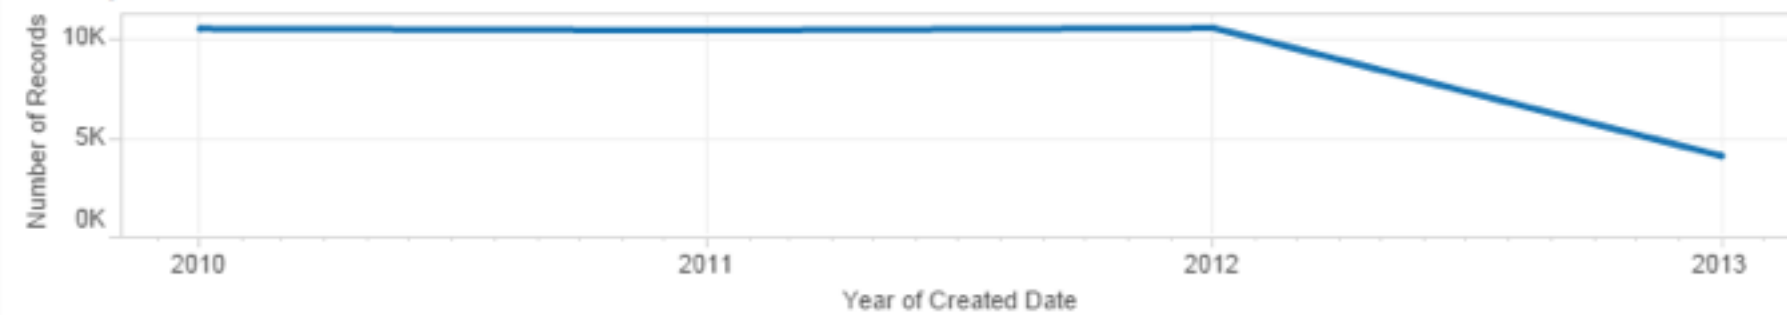 Number of Records
10K
5K
0K
2010 2011 2012 2013
Year of Created Date